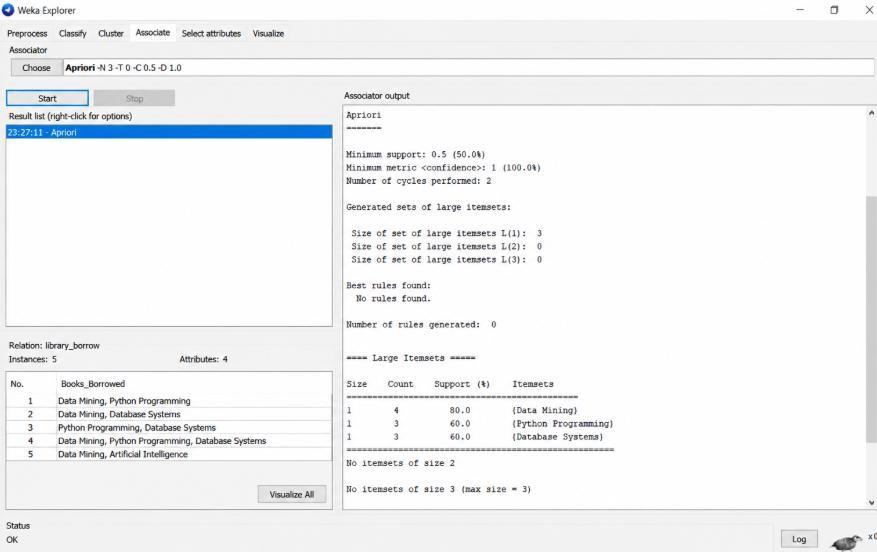 Weka Explorer
Preprocess Classify Cluster Associate Select attributes Visualize
Associator
Choose Apriori -N 3 -T 0 -C 0.5 -D 1.0
Start Stop
Result list (right-click for options)
23:27:11 - Apriori
Relation: library_borrow
Instances: 5 Attributes: 4
No. Books_Borrowed
1 Data Mining, Python Programming
2 Data Mining, Database Systems
3 Python Programming, Database Systems
4 Data Mining, Python Programming, Database Systems
5 Data Mining, Artificial Intelligence
Visualize All
Associator output
Apriori
=======
Minimum support: 0.5 (50.0%)
Minimum metric <confidence>: 1 (100.0%)
Number of cycles performed: 2
Generated sets of large itemsets:
Size of set of large itemsets L(1): 3
Size of set of large itemsets L(2): 0
Size of set of large itemsets L(3): 0
Best rules found:
No rules found.
Number of rules generated: 0
==== Large Itemsets =====
Size Count Support (%) Itemsets
1 4 80.0 {Data Mining}
1 3 60.0 {Python Programming}
1 3 60.0 {Database Systems}
No itemsets of size 2
No itemsets of size 3 (max size = 3)
Status
OK
Log
x0